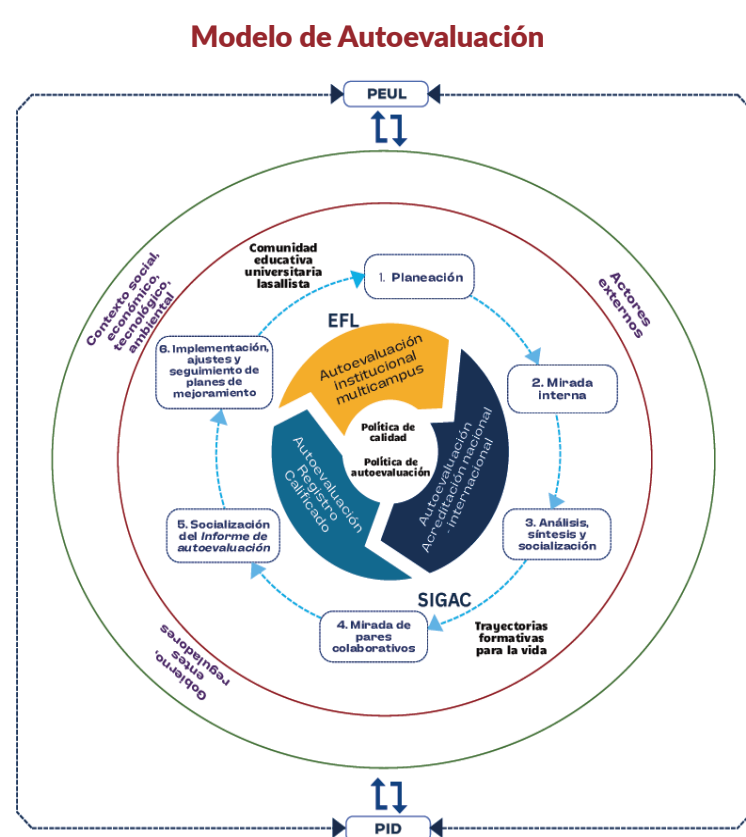 Modelo de Autoevaluación
PEUL
Contexto social,
económico,
tecnológico,
ambiental
Comunidad
educativa
universitaria
lasallista
1. Planeación
Actores
externos
EFL
6. Implementación,
ajustes y
seguimiento de
planes de
mejoramiento
Autoevaluación
institucional
multicampus
2. Mirada
interna
Política de
calidad
Política de
autoevaluación
Autoevaluación
Registro
Calificado
Autoevaluación
Acreditación nacional
- internacional
5. Socialización
del Informe de
autoevaluación
3. Análisis,
síntesis y
socialización
SIGAC
4. Mirada de
pares
colaborativos
Trayectorias
formativas
para la vida
Gobierno,
entes
reguladores
PID